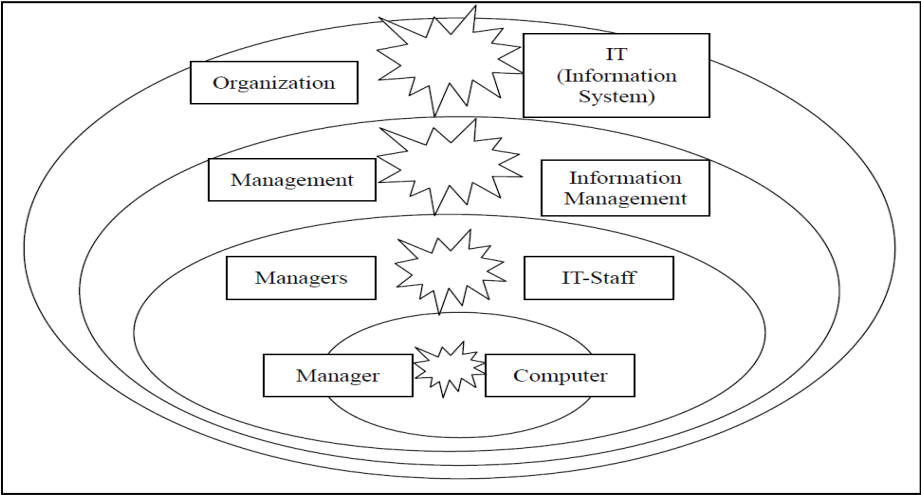 Organization
IT
(Information
System)
Management
Information
Management
Managers
IT-Staff
Manager
Computer